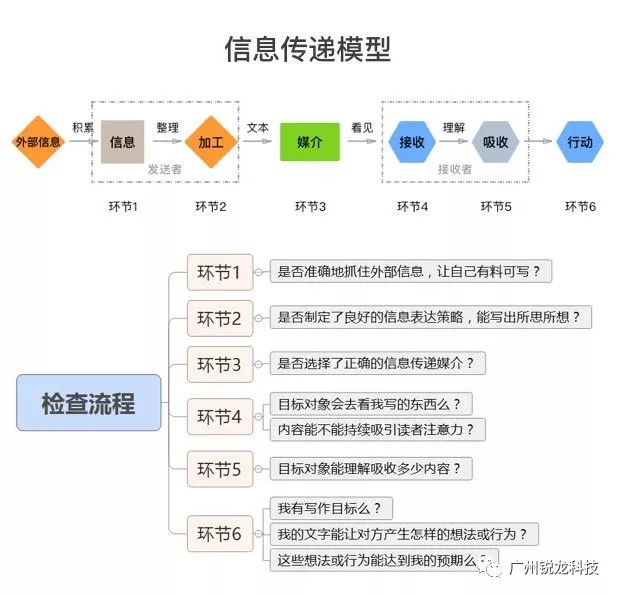 信息传递模型
外部信息 积累 信息 整理 加工 文本 媒介 看见 接收 理解 吸收 行动
发送者 接收者
环节1 环节2 环节3 环节4 环节5 环节6
检查流程
环节1 是否准确地抓住外部信息，让自己有料可写？
环节2 是否制定了良好的信息表达策略，能写出所思所想？
环节3 是否选择了正确的信息传递媒介？
环节4 目标对象会去看我写的东西么？
内容能不能持续吸引读者注意力？
环节5 目标对象能理解吸收多少内容？
环节6 我有写作目标么？
我的文字能让对方产生怎样的想法或行为？
这些想法或行为能达到我的预期么？
广州锐龙科技